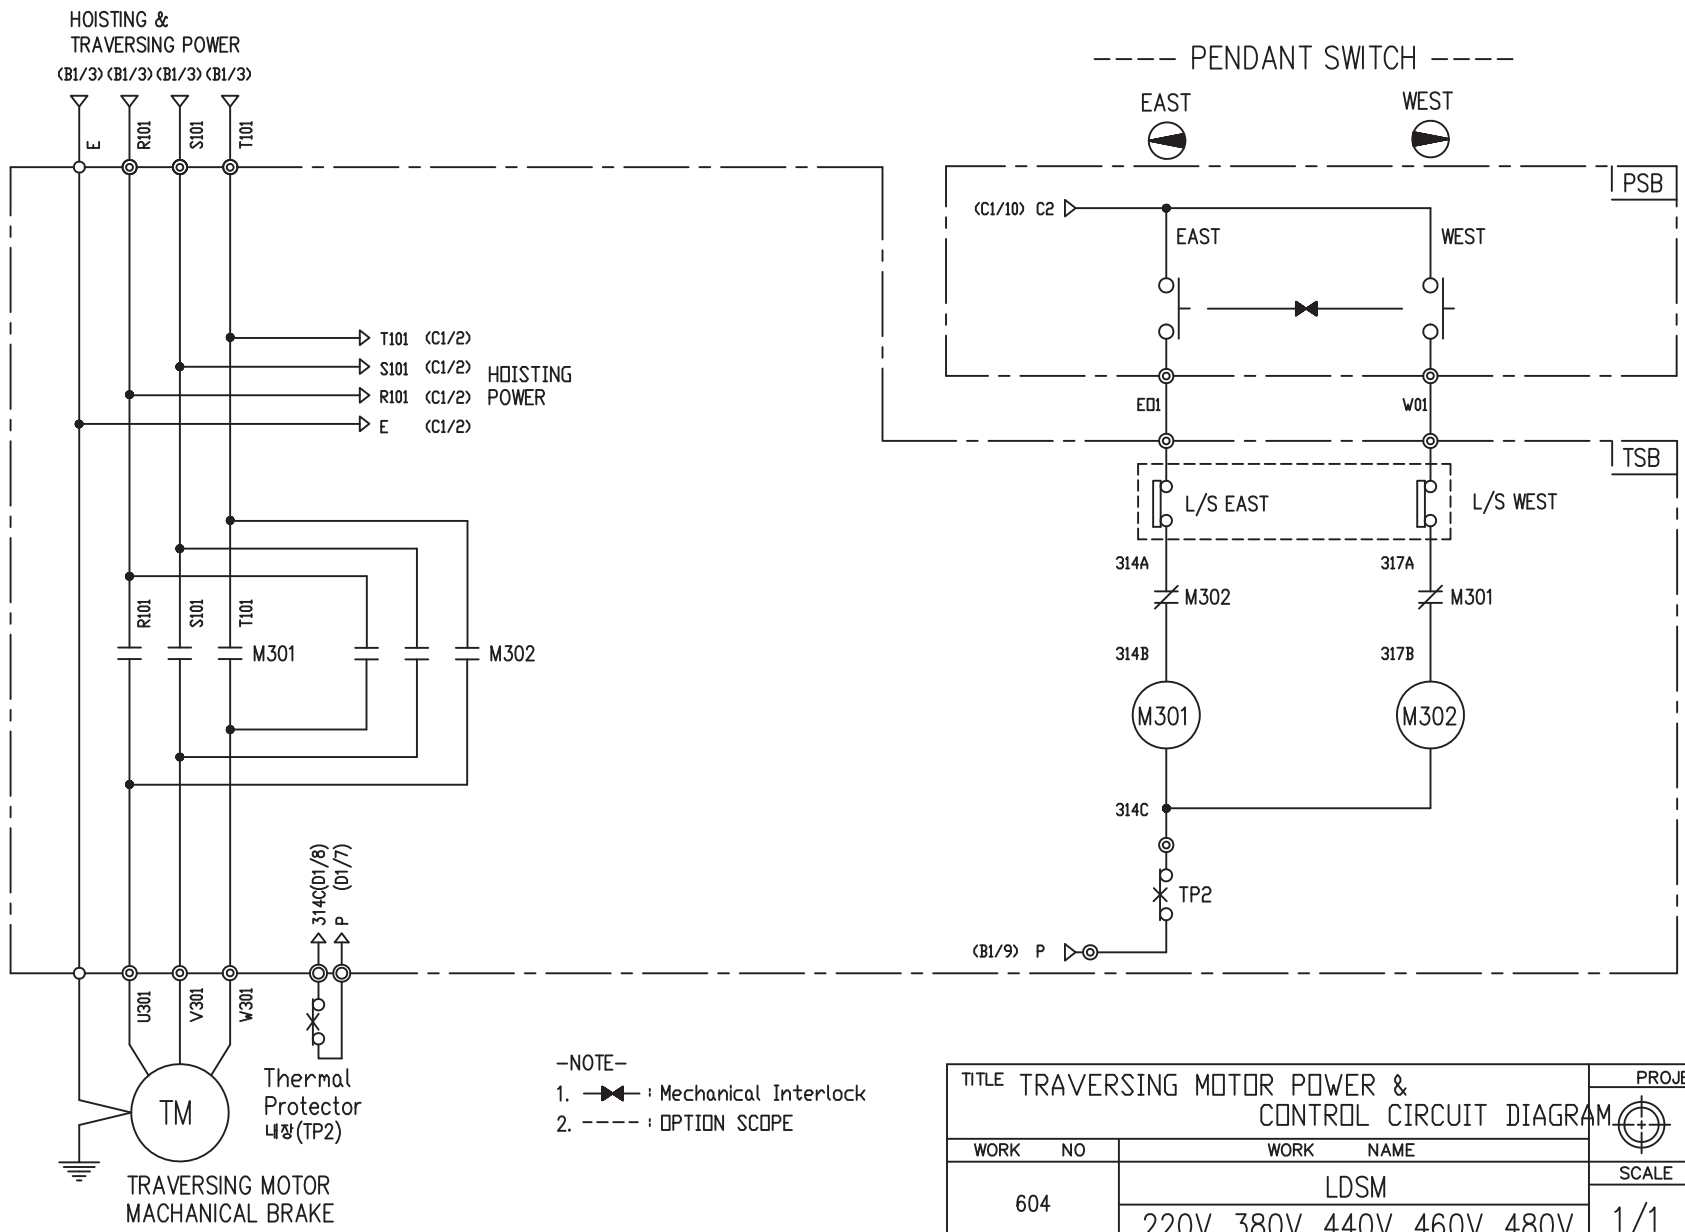 HOISTING &
TRAVERSING POWER
(B1/3) (B1/3) (B1/3) (B1/3)
E
R101
S101
T101
---- PENDANT SWITCH ----
EAST
WEST
PSB
(C1/10) C2
EAST
WEST
T101 (C1/2)
S101 (C1/2)
R101 (C1/2)
E (C1/2)
HOISTING
POWER
E01
W01
TSB
L/S EAST
L/S WEST
314A
317A
M302
M301
R101
S101
T101
M301
M302
314B
317B
M301
M302
314C
314C(D1/8)
P (D1/7)
TP2
(B1/9) P
U301
V301
W301
Thermal
Protector
내장(TP2)
TM
TRAVERSING MOTOR
MACHANICAL BRAKE
-NOTE-
1. : Mechanical Interlock
2. ---- : OPTION SCOPE
TITLE TRAVERSING MOTOR POWER &
CONTROL CIRCUIT DIAGRAM
PROJE
WORK NO
WORK NAME
SCALE
604
LDSM
220V 380V 440V 460V 480V
1/1